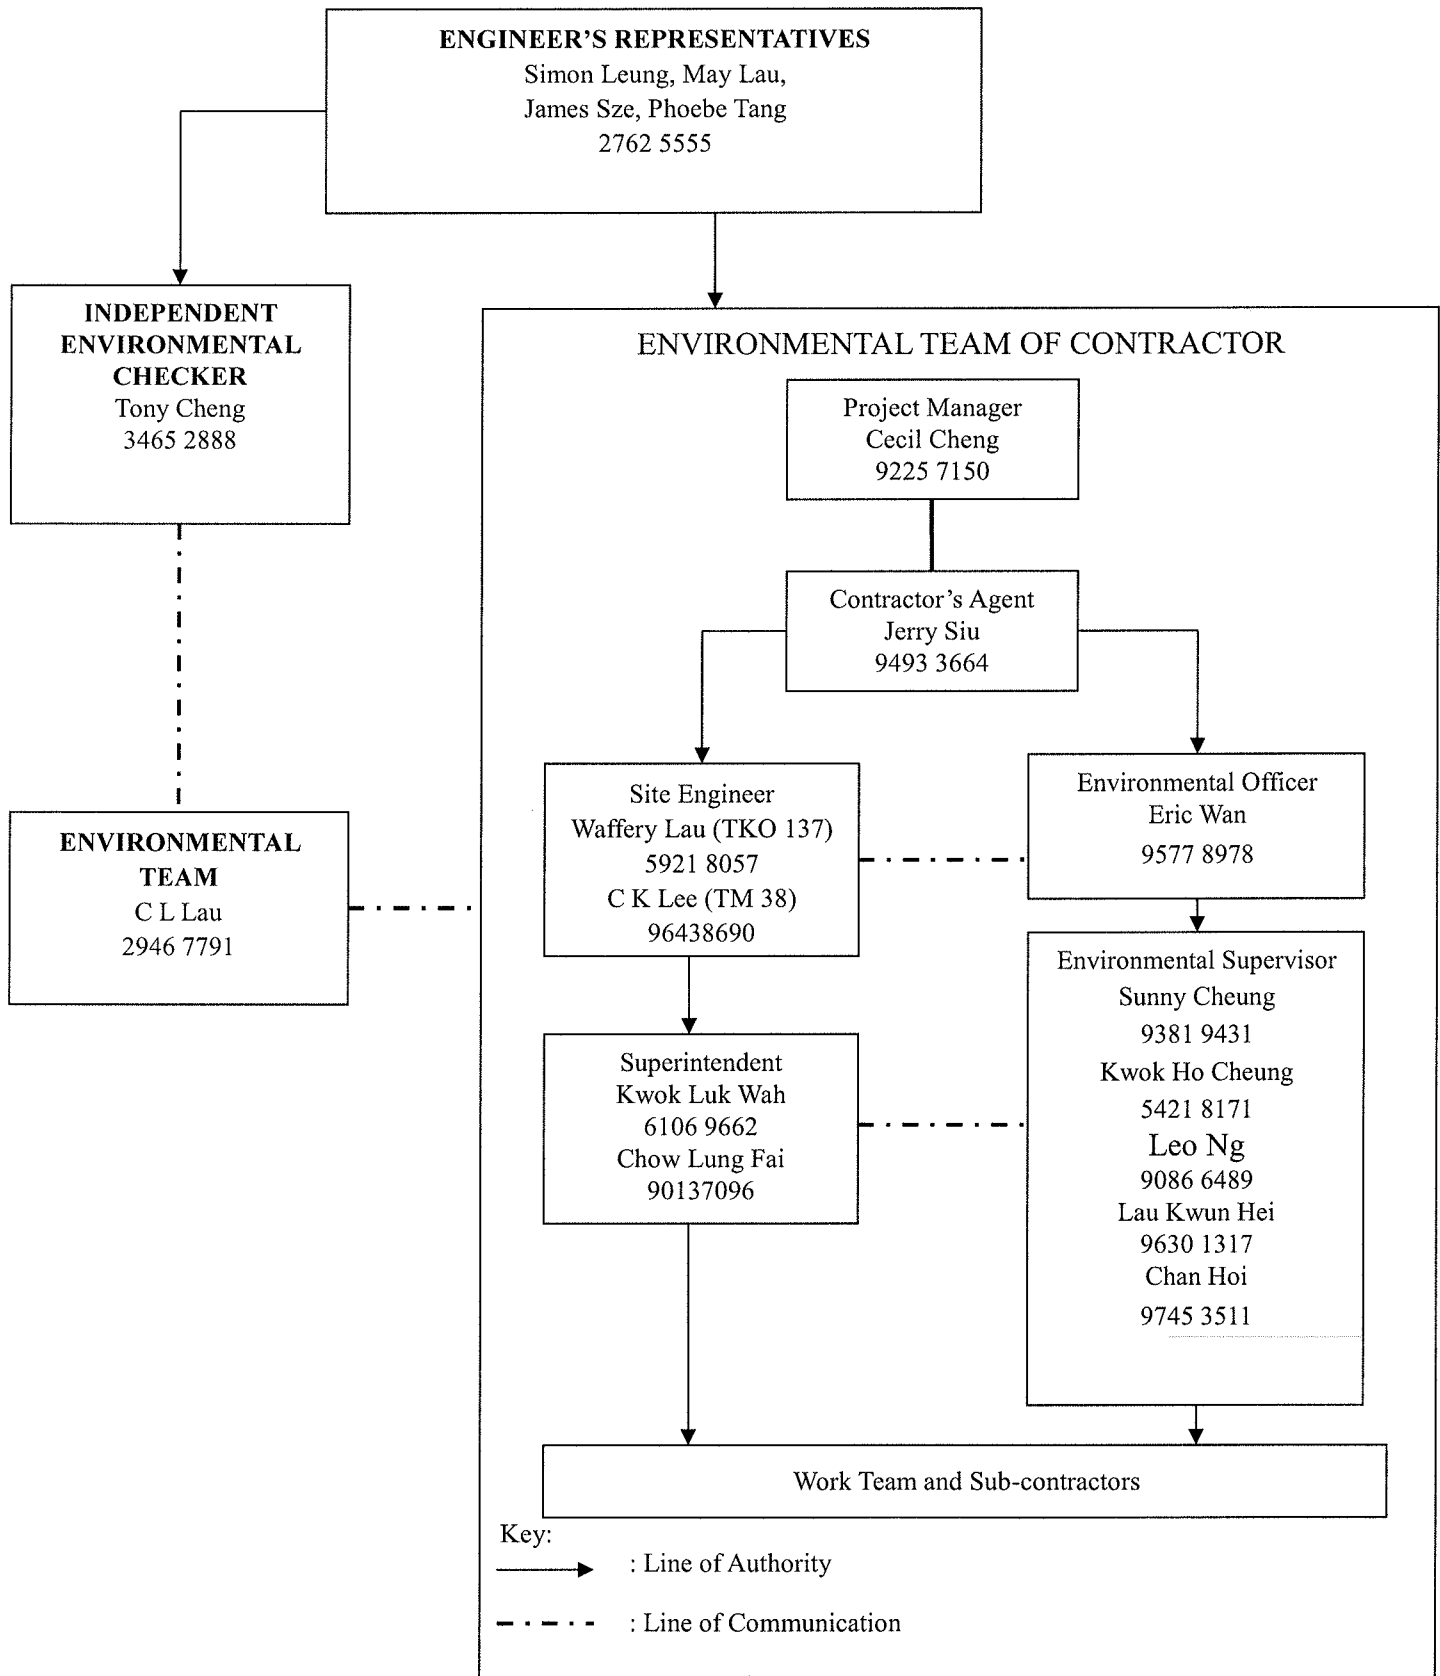 ENGINEER'S REPRESENTATIVES
Simon Leung, May Lau,
James Sze, Phoebe Tang
2762 5555
INDEPENDENT
ENVIRONMENTAL
CHECKER
Tony Cheng
3465 2888
ENVIRONMENTAL
TEAM
C L Lau
2946 7791
ENVIRONMENTAL TEAM OF CONTRACTOR
Project Manager
Cecil Cheng
9225 7150
Contractor's Agent
Jerry Siu
9493 3664
Site Engineer
Waffery Lau (TKO 137)
5921 8057
C K Lee (TM 38)
96438690
Environmental Officer
Eric Wan
9577 8978
Superintendent
Kwok Luk Wah
6106 9662
Chow Lung Fai
90137096
Environmental Supervisor
Sunny Cheung
9381 9431
Kwok Ho Cheung
5421 8171
Leo Ng
9086 6489
Lau Kwun Hei
9630 1317
Chan Hoi
9745 3511
Work Team and Sub-contractors
Key:
: Line of Authority
: Line of Communication